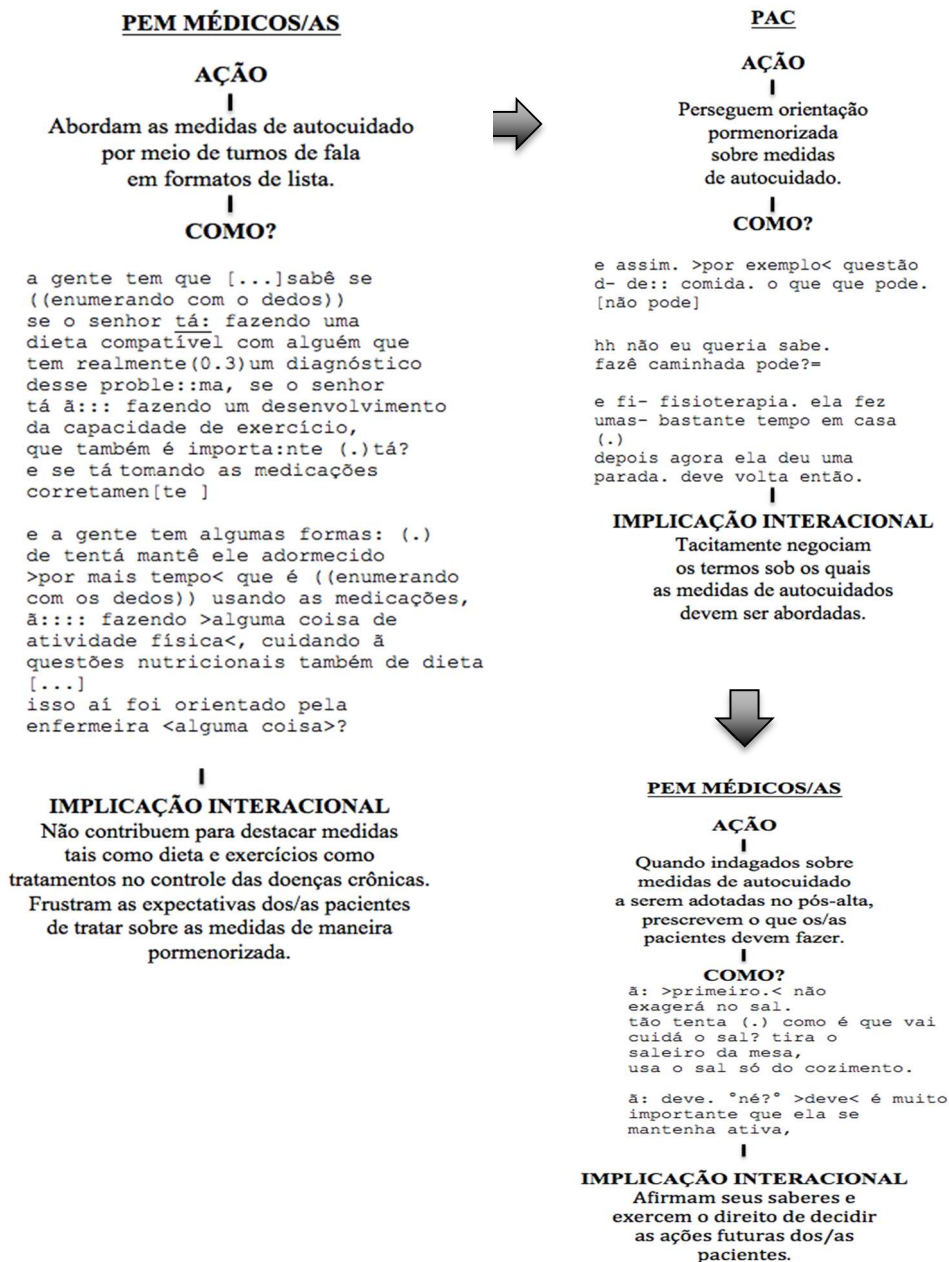 PEM MÉDICOS/AS
AÇÃO
Abordam as medidas de autocuidado
por meio de turnos de fala
em formatos de lista.
COMO?
a gente tem que [...]sabê se
((enumerando com o dedos))
se o senhor tá: fazendo uma
dieta compatível com alguém que
tem realmente(0.3)um diagnóstico
desse proble::ma, se o senhor
tá ã::: fazendo um desenvolvimento
da capacidade de exercício,
que também é importa:nte (.)tá?
e se tá tomando as medicações
corretamen[te ]
e a gente tem algumas formas: (.)
de tentá mantê ele adormecido
>por mais tempo< que é ((enumerando
com os dedos)) usando as medicações,
ã:::: fazendo >alguma coisa de
atividade física<, cuidando ã
questões nutricionais também de dieta
[...]
isso aí foi orientado pela
enfermeira <alguma coisa>?
IMPLICAÇÃO INTERACIONAL
Não contribuem para destacar medidas
tais como dieta e exercícios como
tratamentos no controle das doenças crônicas.
Frustram as expectativas dos/as pacientes
de tratar sobre as medidas de maneira
pormenorizada.
PAC
AÇÃO
Perseguem orientação
pormenorizada
sobre medidas
de autocuidado.
COMO?
e assim. >por exemplo< questão
d- de:: comida. o que que pode.
[não pode]
hh não eu queria sabe.
fazê caminhada pode?=
e fi- fisioterapia. ela fez
umas- bastante tempo em casa
(.)
depois agora ela deu uma
parada. deve volta então.
IMPLICAÇÃO INTERACIONAL
Tacitamente negociam
os termos sob os quais
as medidas de autocuidados
devem ser abordadas.
PEM MÉDICOS/AS
AÇÃO
Quando indagados sobre
medidas de autocuidado
a serem adotadas no pós-alta,
prescrevem o que os/as
pacientes devem fazer.
COMO?
ã: >primeiro.< não
exagerá no sal.
tão tenta (.) como é que vai
cuidá o sal? tira o
saleiro da mesa,
usa o sal só do cozimento.
ã: deve. °né?° >deve< é muito
importante que ela se
mantenha ativa,
IMPLICAÇÃO INTERACIONAL
Afirmam seus saberes e
exercem o direito de decidir
as ações futuras dos/as
pacientes.